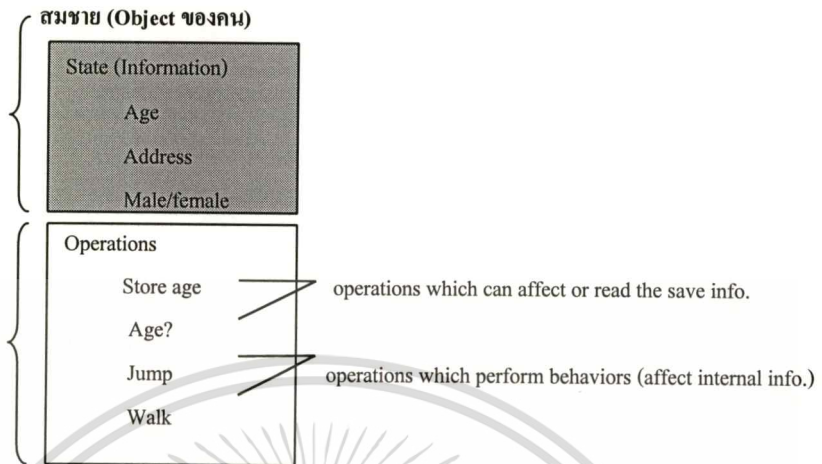 สมชาย (Object ของคน)
State (Information)
Age
Address
Male/female
Operations
Store age
operations which can affect or read the save info.
Age?
Jump
operations which perform behaviors (affect internal info.)
Walk